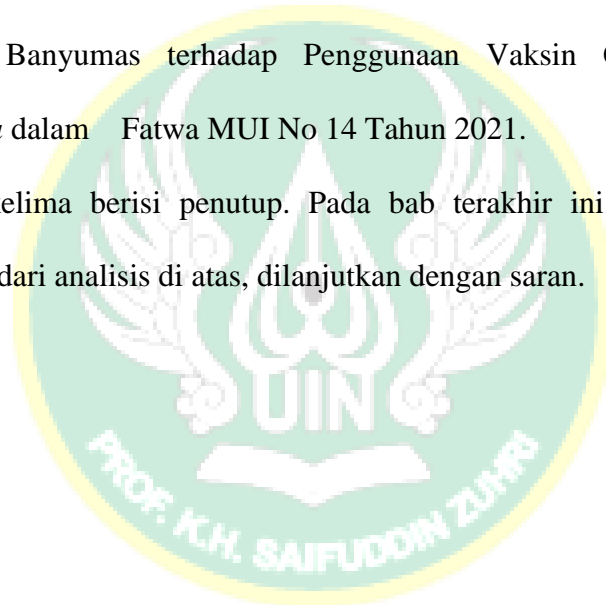 Banyumas terhadap Penggunaan Vaksin
dalam Fatwa MUI No 14 Tahun 2021.
elima berisi penutup. Pada bab terakhir ini
dari analisis di atas, dilanjutkan dengan saran.
UIN
PROF. K.H. SAIFUDDIN ZUHRI